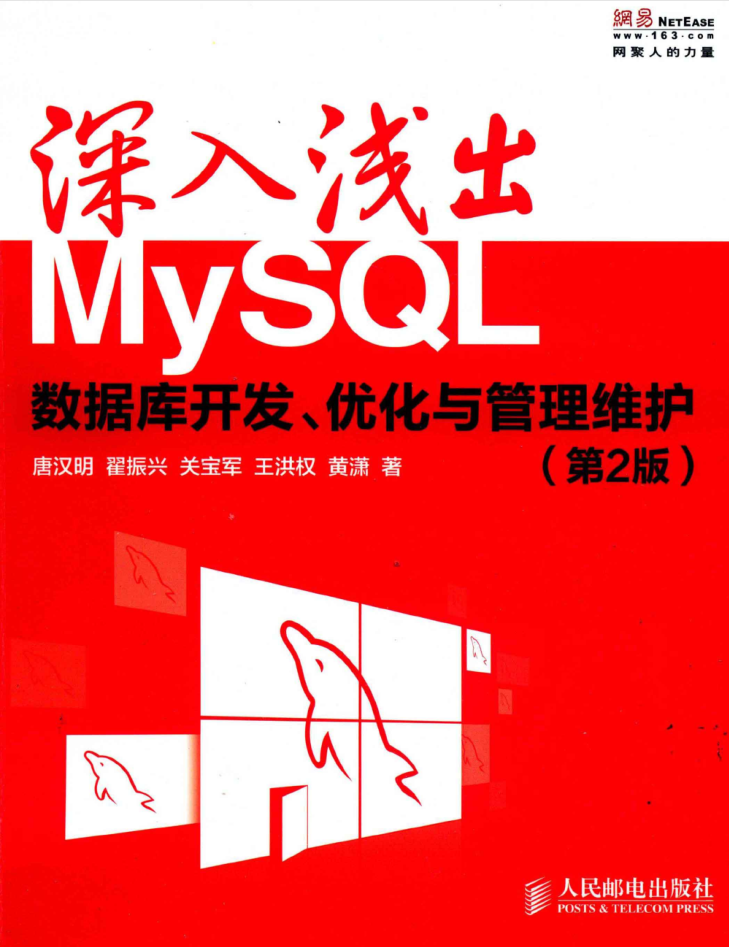 網易 NETEASE
www.163.com
网聚人的力量
深入浅出
MySQL
数据库开发、优化与管理维护
(第2版)
唐汉明 翟振兴 关宝军 王洪权 黄潇 著
人民邮电出版社
POSTS & TELECOM PRESS